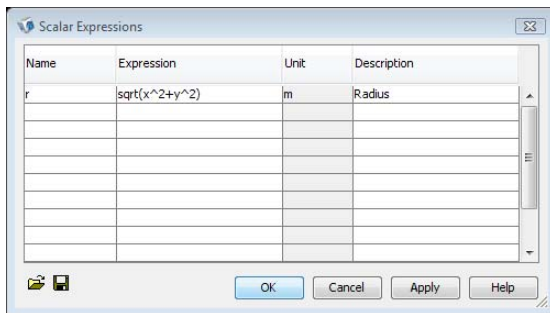 Scalar Expressions
Name Expression Unit Description
r sqrt(x^2+y^2) m Radius
OK Cancel Apply Help